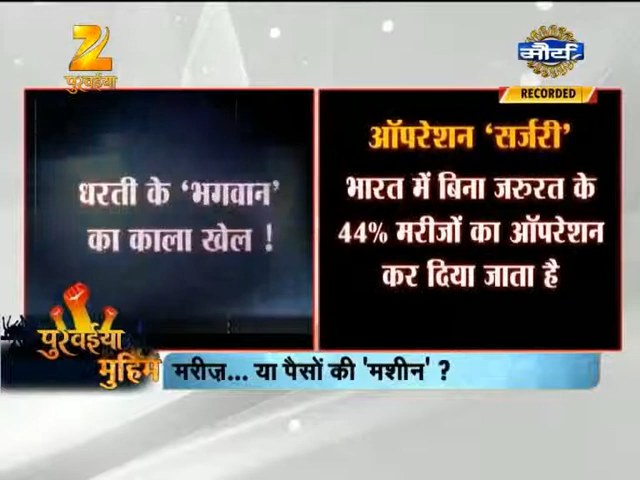 Z
पुरवईया
मौर्य
RECORDED
धरती के ‘भगवान’
का काला खेल !
ऑपरेशन ‘सर्जरी’
भारत में बिना जरुरत के
44% मरीजों का ऑपरेशन
कर दिया जाता है
पुरवईया
मुहिम
मरीज़... या पैसों की 'मशीन' ?